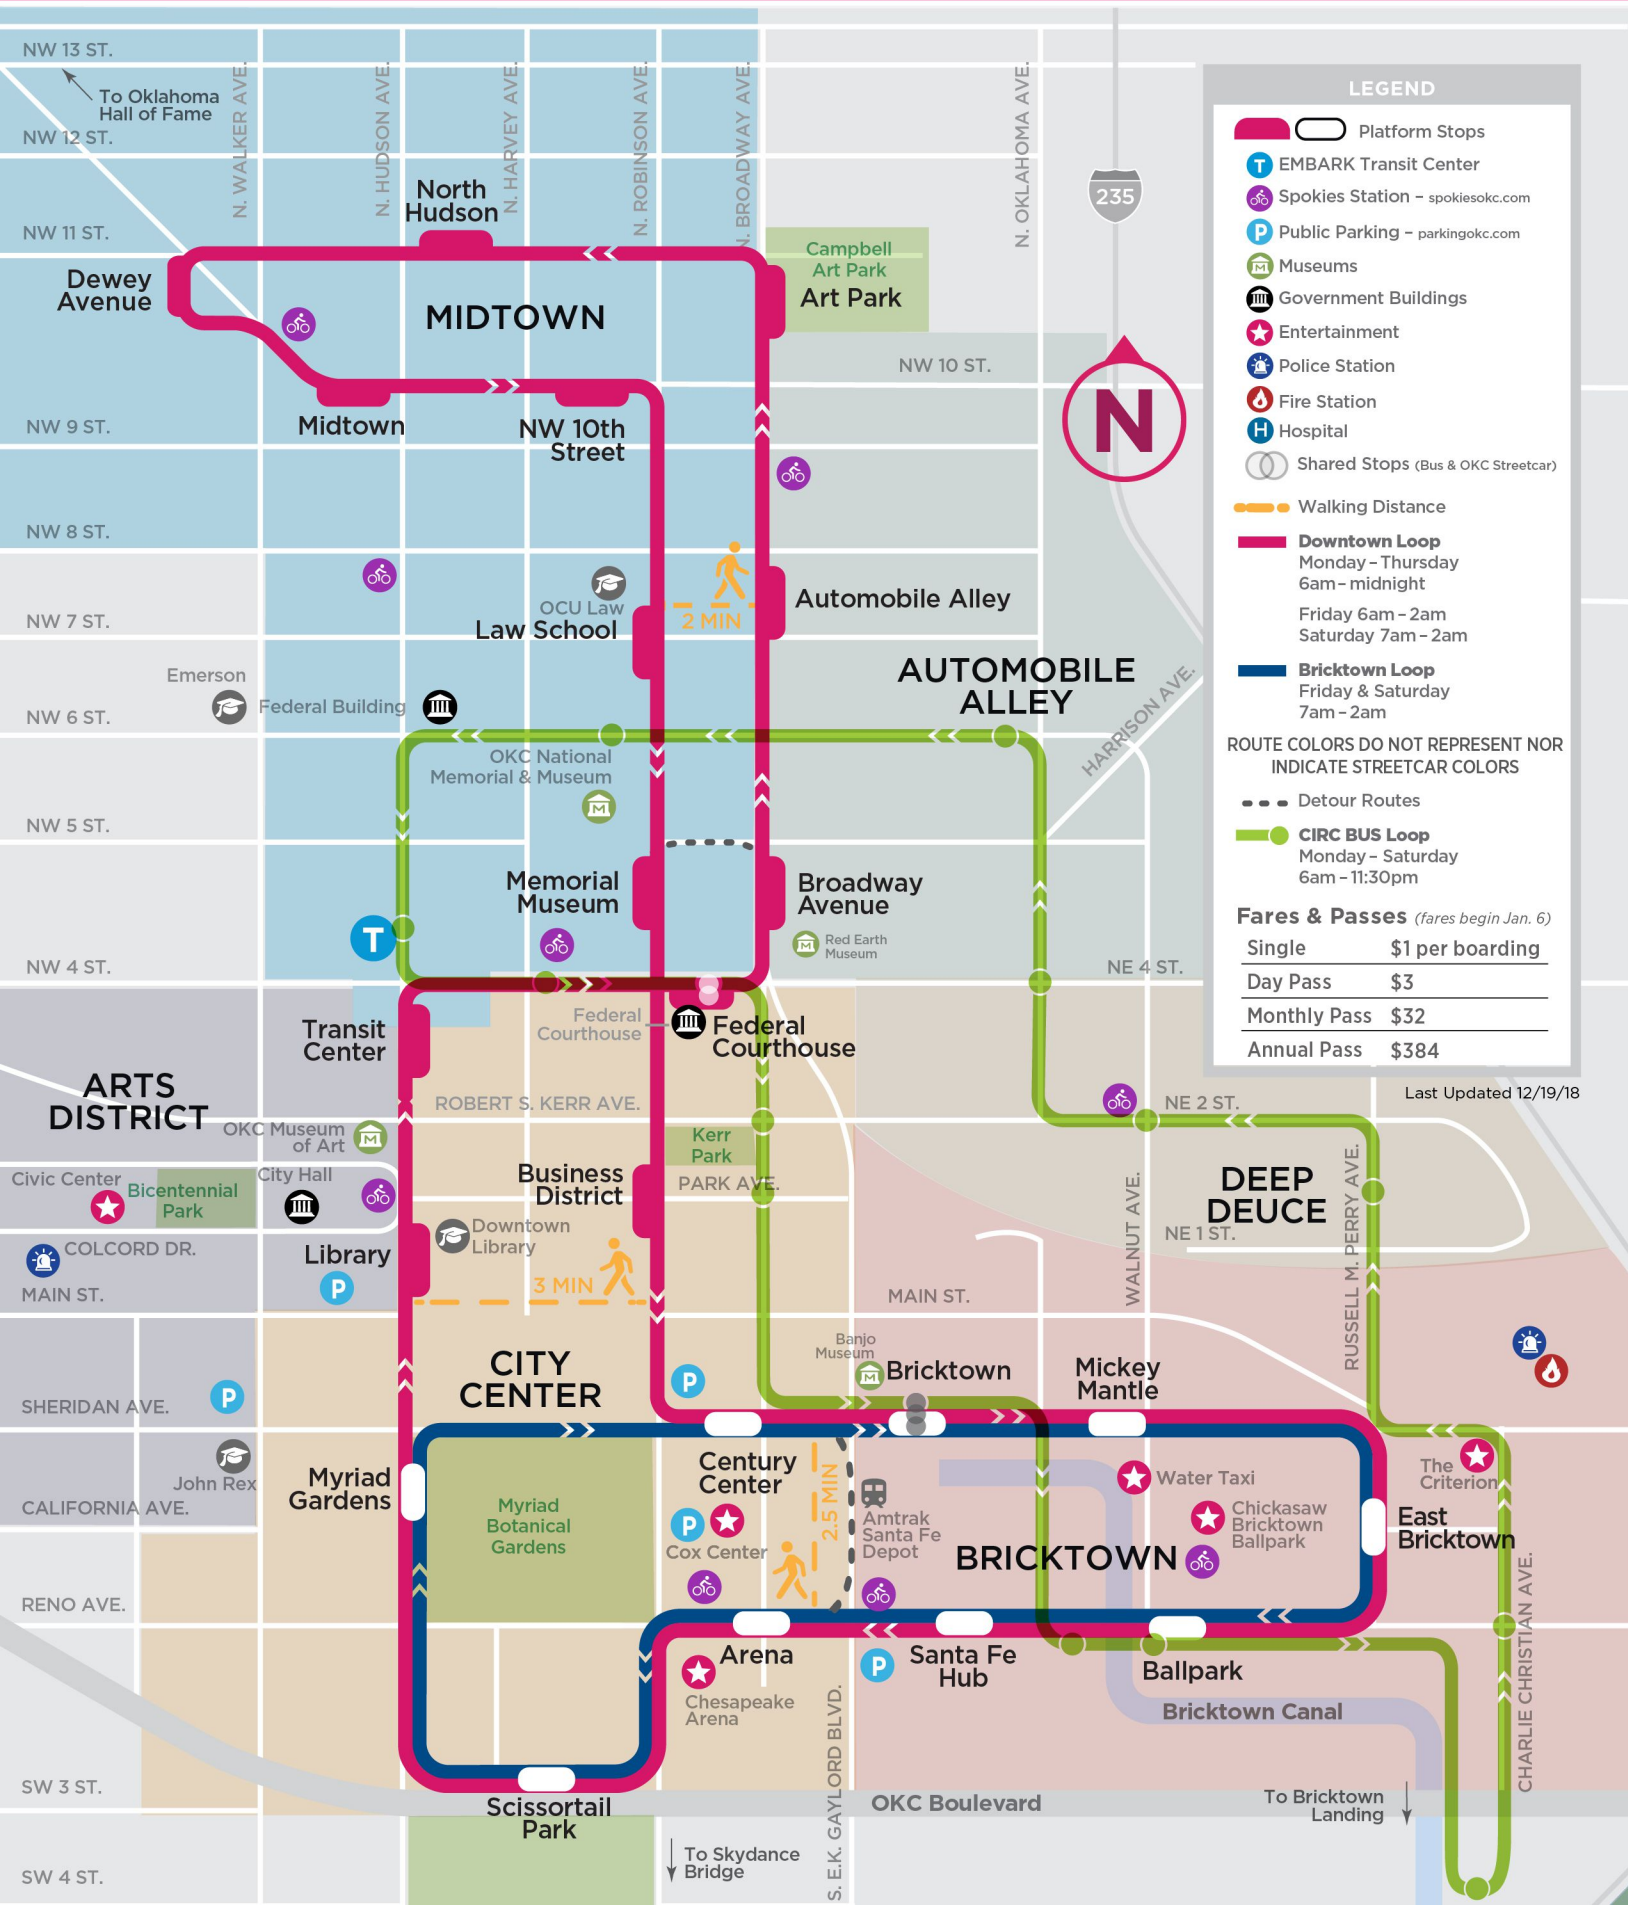 NW 13 ST.
To Oklahoma
Hall of Fame
NW 12 ST.
N. WALKER AVE.
N. HUDSON AVE.
N. HARVEY AVE.
N. ROBINSON AVE.
N. BROADWAY AVE.
N. OKLAHOMA AVE.
235
North
Hudson
NW 11 ST.
Dewey
Avenue
Campbell
Art Park
Art Park
MIDTOWN
NW 10 ST.
N
Midtown
NW 10th
Street
NW 9 ST.
NW 8 ST.
OCU Law
Law School
2 MIN
Automobile Alley
NW 7 ST.
AUTOMOBILE
ALLEY
HARRISON AVE.
Emerson
Federal Building
NW 6 ST.
OKC National
Memorial & Museum
M
NW 5 ST.
Memorial
Museum
Broadway
Avenue
M
Red Earth
Museum
T
NW 4 ST.
NE 4 ST.
Transit
Center
Federal
Courthouse
Federal
Courthouse
ARTS
DISTRICT
ROBERT S. KERR AVE.
NE 2 ST.
OKC Museum
of Art
M
Kerr
Park
Civic Center
Bicentennial
Park
City Hall
Business
District
PARK AVE.
WALNUT AVE.
DEEP
DEUCE
RUSSELL M. PERRY AVE.
NE 1 ST.
COLCORD DR.
Library
P
Downtown
Library
3 MIN
MAIN ST.
MAIN ST.
CITY
CENTER
P
Banjo
Museum
M
Bricktown
Mickey
Mantle
SHERIDAN AVE.
P
John Rex
CALIFORNIA AVE.
Myriad
Gardens
Myriad
Botanical
Gardens
Century
Center
P
Cox Center
2.5 MIN
Amtrak
Santa Fe
Depot
BRICKTOWN
Water Taxi
Chickasaw
Bricktown
Ballpark
The
Criterion
East
Bricktown
RENO AVE.
Arena
Chesapeake
Arena
P
Santa Fe
Hub
Ballpark
Bricktown Canal
CHARLIE CHRISTIAN AVE.
S. E.K. GAYLORD BLVD.
SW 3 ST.
Scissortail
Park
OKC Boulevard
To Bricktown
Landing
To Skydance
Bridge
SW 4 ST.
LEGEND
Platform Stops
T EMBARK Transit Center
Spokies Station – spokiesokc.com
P Public Parking – parkingokc.com
M Museums
Government Buildings
Entertainment
Police Station
Fire Station
H Hospital
Shared Stops (Bus & OKC Streetcar)
Walking Distance
Downtown Loop
Monday – Thursday
6am – midnight
Friday 6am – 2am
Saturday 7am – 2am
Bricktown Loop
Friday & Saturday
7am – 2am
ROUTE COLORS DO NOT REPRESENT NOR
INDICATE STREETCAR COLORS
Detour Routes
CIRC BUS Loop
Monday – Saturday
6am – 11:30pm
Fares & Passes (fares begin Jan. 6)
Single $1 per boarding
Day Pass $3
Monthly Pass $32
Annual Pass $384
Last Updated 12/19/18